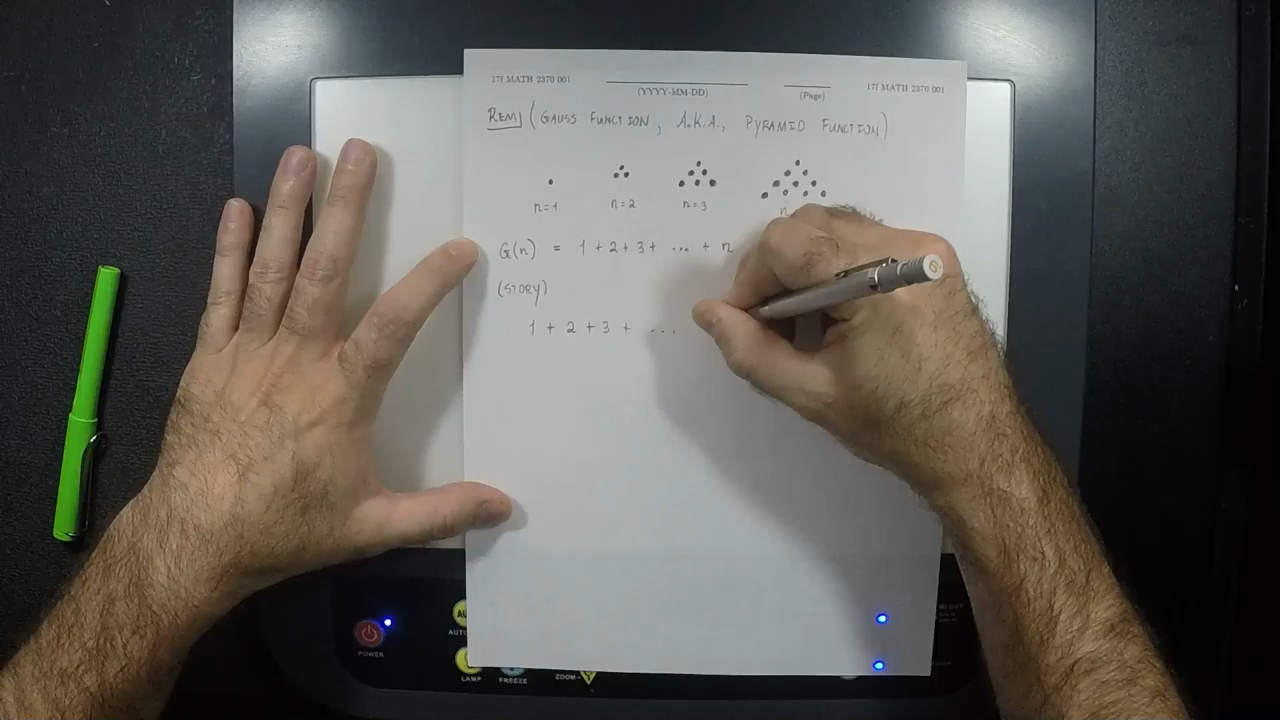 17f MATH 2370 001 (YYYY-MM-DD) (Page) 17f MATH 2370 001
REM] (GAUSS FUNCTION, A.K.A., PYRAMID FUNCTION)
n=1 n=2 n=3 n
G(n) = 1 + 2 + 3 + ... + n
(STORY)
1 + 2 + 3 + ...
POWER
LAMP
FREEZE
ZOOM-